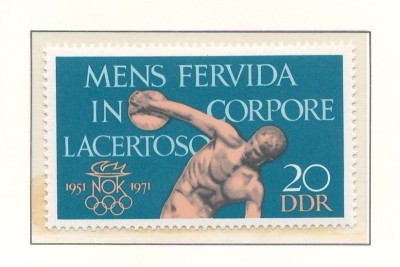 MENS FERVIDA
IN CORPORE
LACERTOSO
1951 NOK 1971
20
DDR